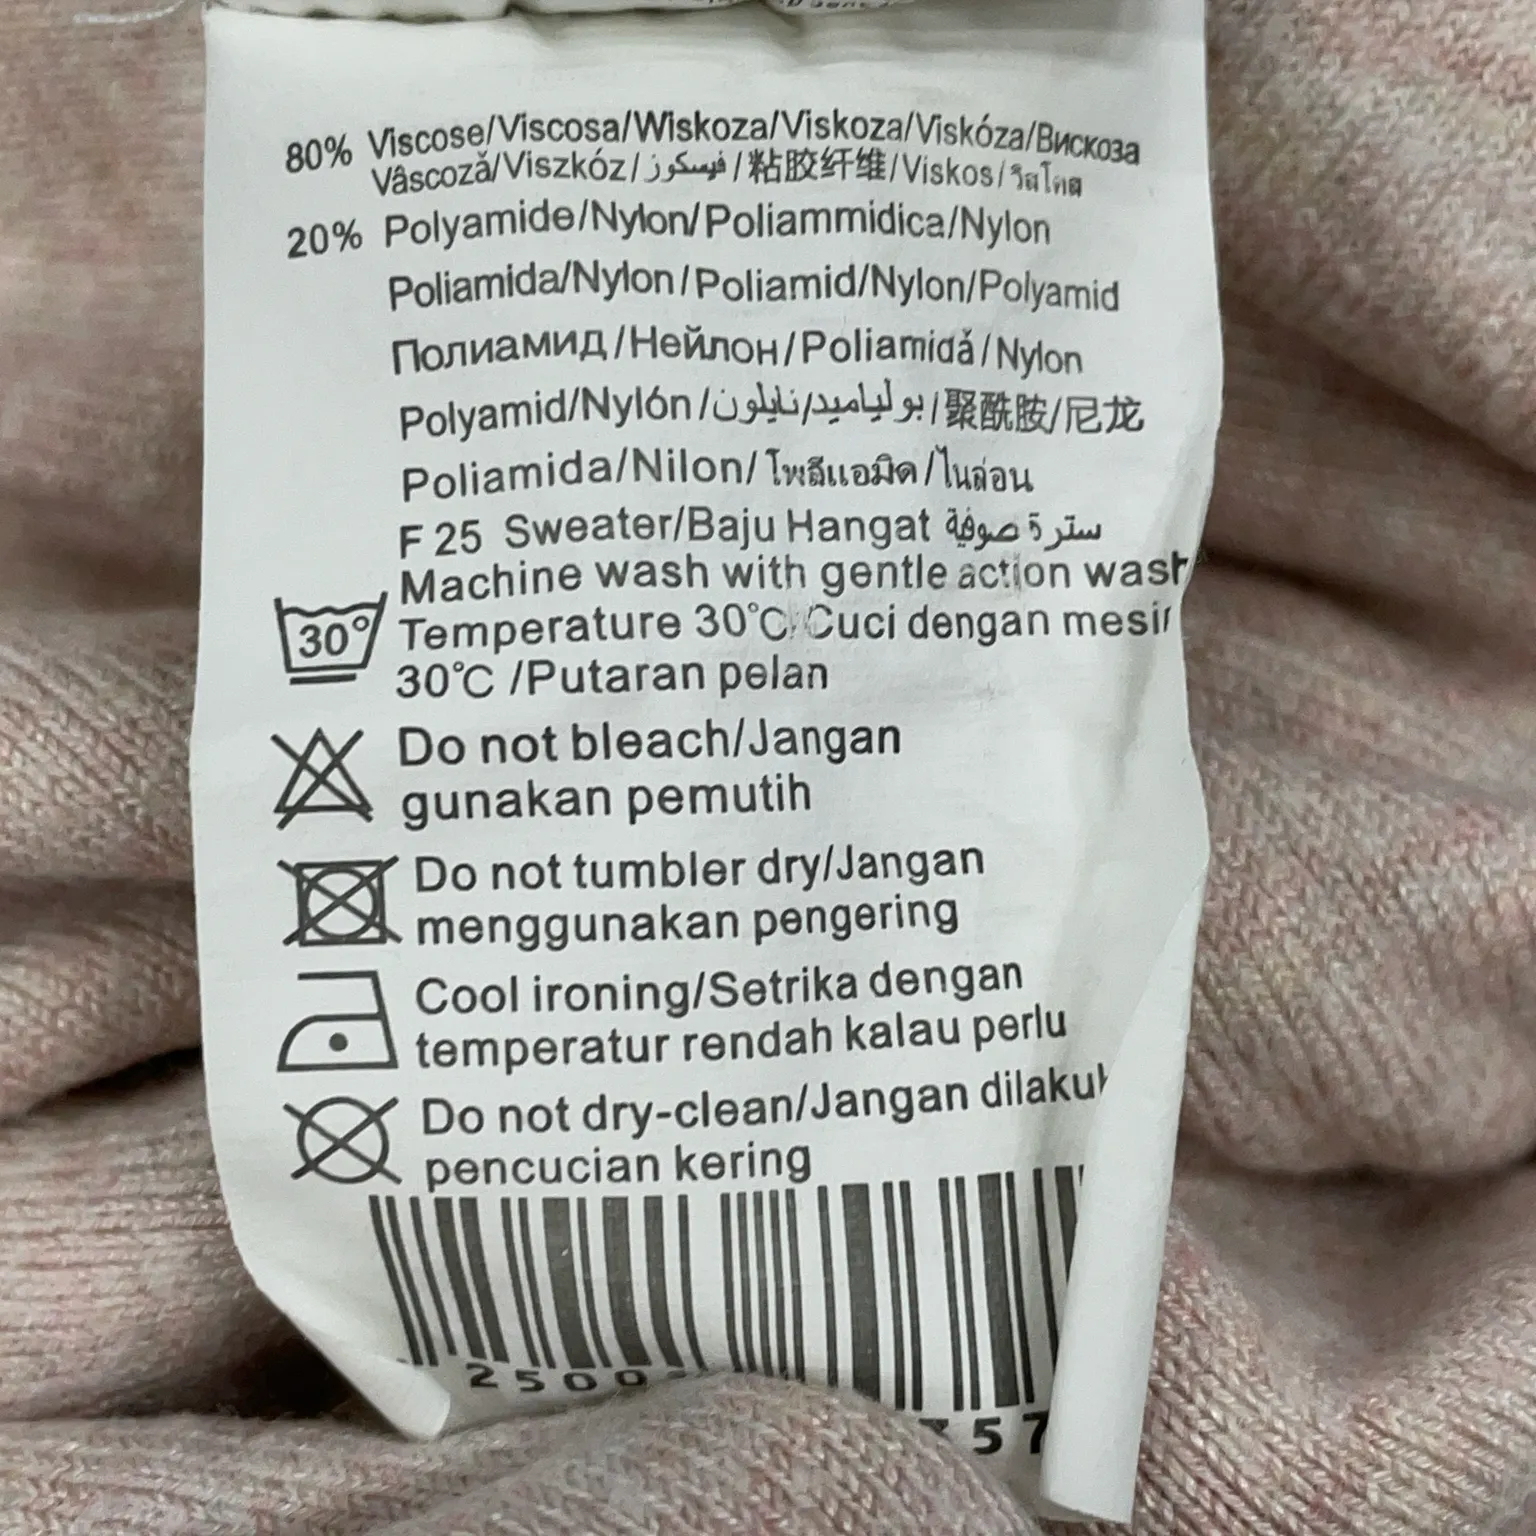 80% Viscose/Viscosa/Wiskoza/Viskoza/Viskóza/Вискоза
Vâscoză/Viszkóz/فيسكوز/粘胶纤维/Viskos/วิสโคส
20% Polyamide/Nylon/Poliammidica/Nylon
Poliamida/Nylon/Poliamid/Nylon/Polyamid
Полиамид/Нейлон/Poliamidă/Nylon
Polyamid/Nylón/بولياميد/نايلون/聚酰胺/尼龙
Poliamida/Nilon/โพลีแอมิด/ไนล่อน
F 25 Sweater/Baju Hangat سترة صوفية
Machine wash with gentle action wash
30° Temperature 30℃/Cuci dengan mesin
30℃ /Putaran pelan
Do not bleach/Jangan
gunakan pemutih
Do not tumbler dry/Jangan
menggunakan pengering
Cool ironing/Setrika dengan
temperatur rendah kalau perlu
Do not dry-clean/Jangan
pencucian kering
2500
57